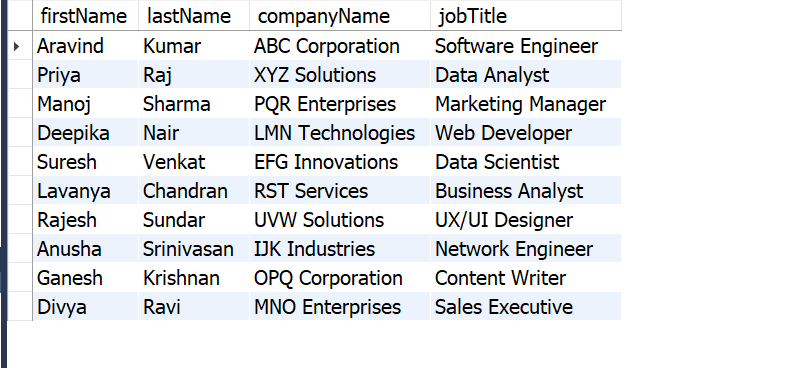 firstName lastName companyName jobTitle
Aravind Kumar ABC Corporation Software Engineer
Priya Raj XYZ Solutions Data Analyst
Manoj Sharma PQR Enterprises Marketing Manager
Deepika Nair LMN Technologies Web Developer
Suresh Venkat EFG Innovations Data Scientist
Lavanya Chandran RST Services Business Analyst
Rajesh Sundar UVW Solutions UX/UI Designer
Anusha Srinivasan IJK Industries Network Engineer
Ganesh Krishnan OPQ Corporation Content Writer
Divya Ravi MNO Enterprises Sales Executive